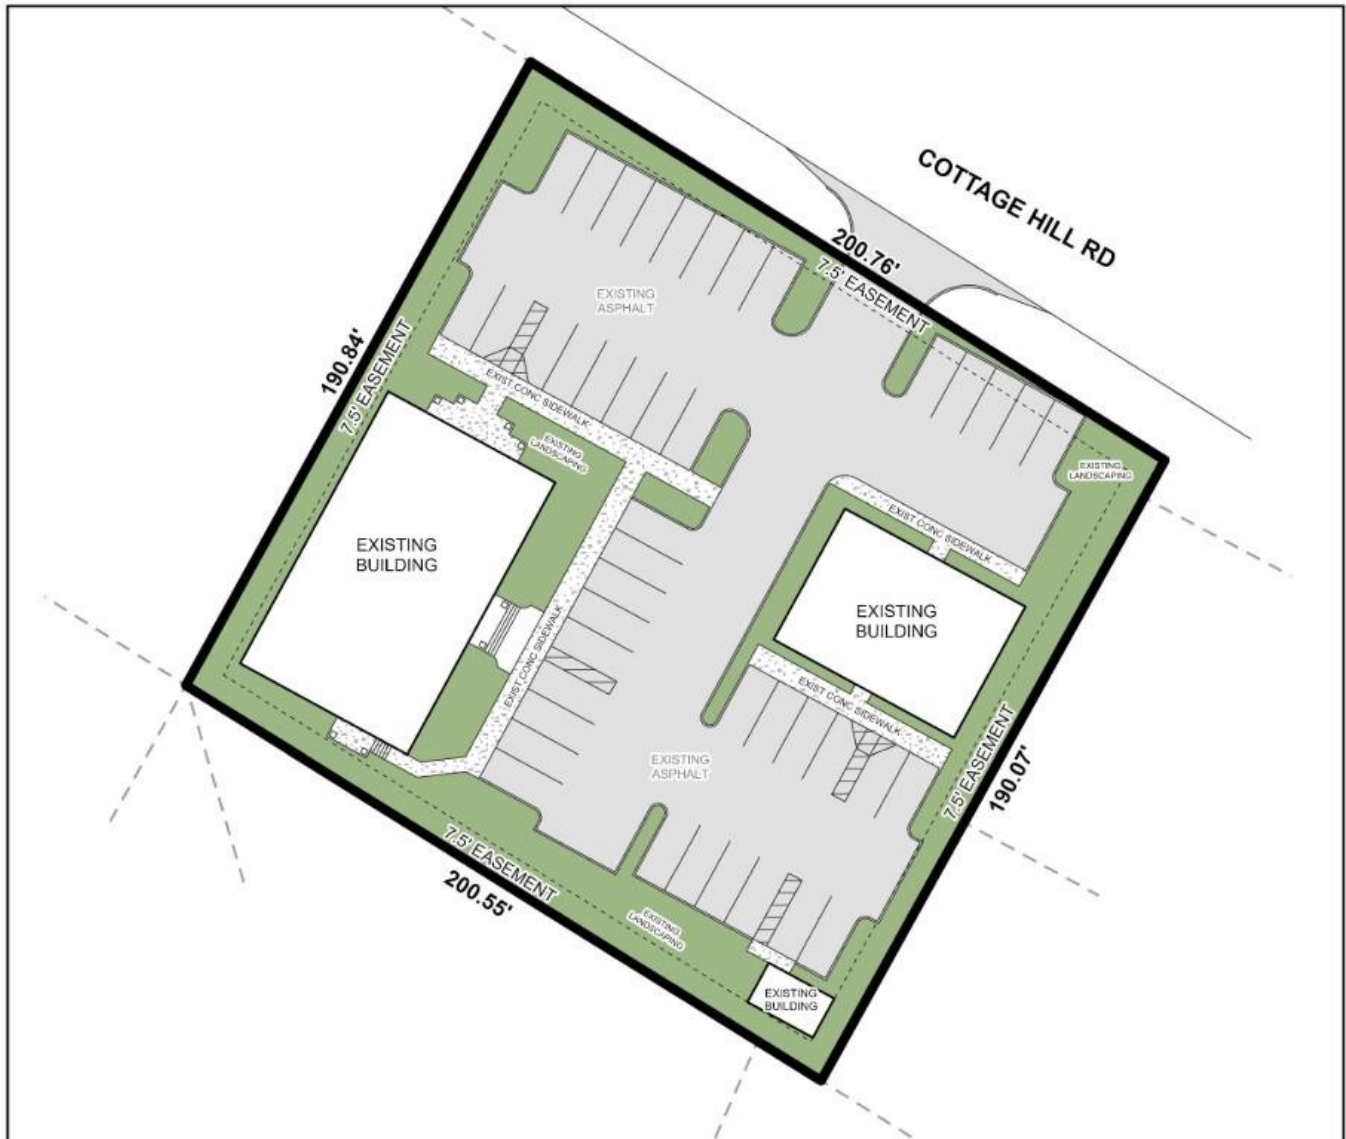 COTTAGE HILL RD
200.76'
7.5' EASEMENT
EXISTING
ASPHALT
190.84'
7.5' EASEMENT
EXIST CONC SIDEWALK
EXISTING
LANDSCAPING
EXISTING
LANDSCAPING
EXIST CONC SIDEWALK
EXISTING
BUILDING
EXISTING
BUILDING
EXIST CONC SIDEWALK
EXIST CONC SIDEWALK
EXISTING
ASPHALT
7.5' EASEMENT
190.07'
7.5' EASEMENT
200.55'
EXISTING
LANDSCAPING
EXISTING
BUILDING